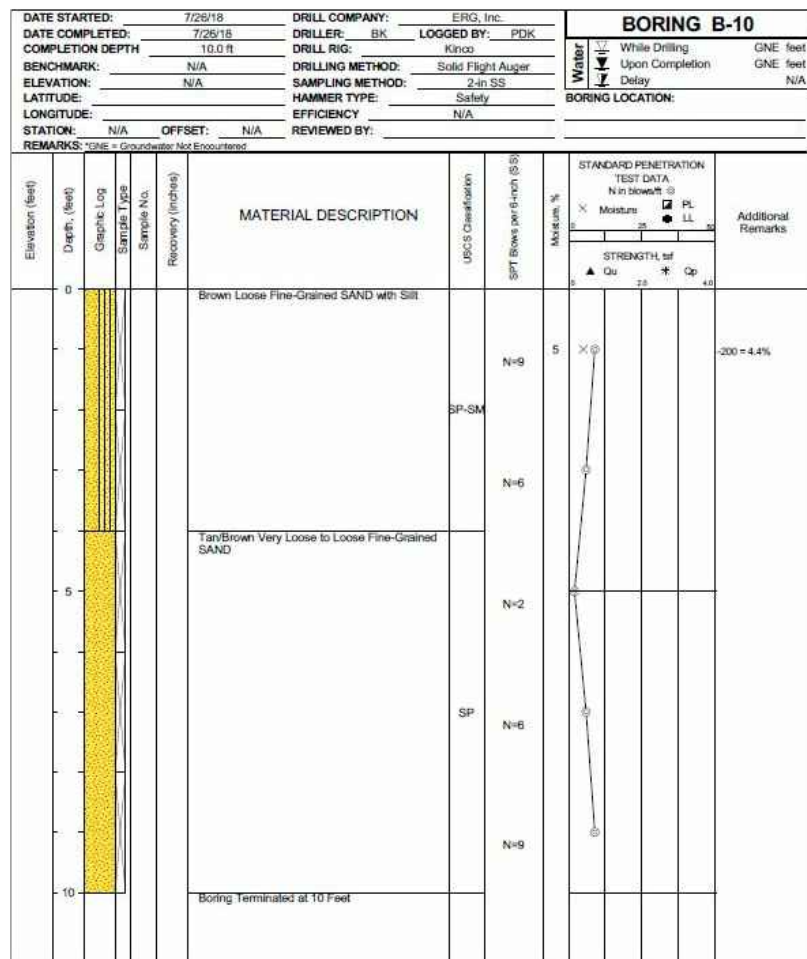 DATE STARTED: 7/26/18 DRILL COMPANY: ERG, Inc.
BORING B-10
DATE COMPLETED: 7/26/18 DRILLER: BK LOGGED BY: PDK
COMPLETION DEPTH 10.0 ft DRILL RIG: Kinco
BENCHMARK: N/A DRILLING METHOD: Solid Flight Auger
ELEVATION: N/A SAMPLING METHOD: 2-in SS
LATITUDE: HAMMER TYPE: Safety
LONGITUDE: EFFICIENCY N/A
STATION: N/A OFFSET: N/A REVIEWED BY:
REMARKS: *GNE = Groundwater Not Encountered
Water
While Drilling GNE feet
Upon Completion GNE feet
Delay N/A
BORING LOCATION:
Elevation (feet)
Depth, (feet)
Graphic Log
Sample Type
Sample No.
Recovery (inches)
MATERIAL DESCRIPTION
USCS Classification
SPT Blows per 6-inch (SS)
Moisture, %
STANDARD PENETRATION
TEST DATA
N in blows/ft
× Moisture PL
LL
0 25 50
STRENGTH, tsf
Qu Qp
0 2.0 4.0
Additional
Remarks
0
Brown Loose Fine-Grained SAND with Silt
N=9
5
-200 = 4.4%
SP-SM
N=6
Tan/Brown Very Loose to Loose Fine-Grained
SAND
5
N=2
SP
N=6
N=9
10
Boring Terminated at 10 Feet